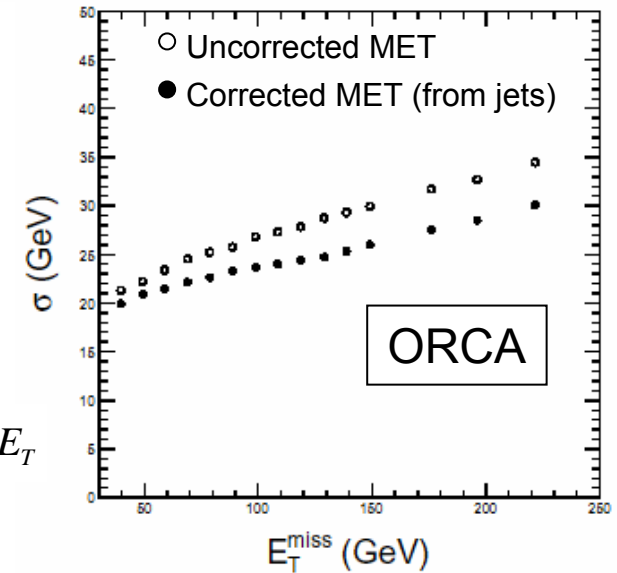 50
○ Uncorrected MET
45
● Corrected MET (from jets)
40
35
30
25
20
15
10
5
0
σ (GeV)
ORCA
E_T
50 100 150 200 250
E_T^miss (GeV)